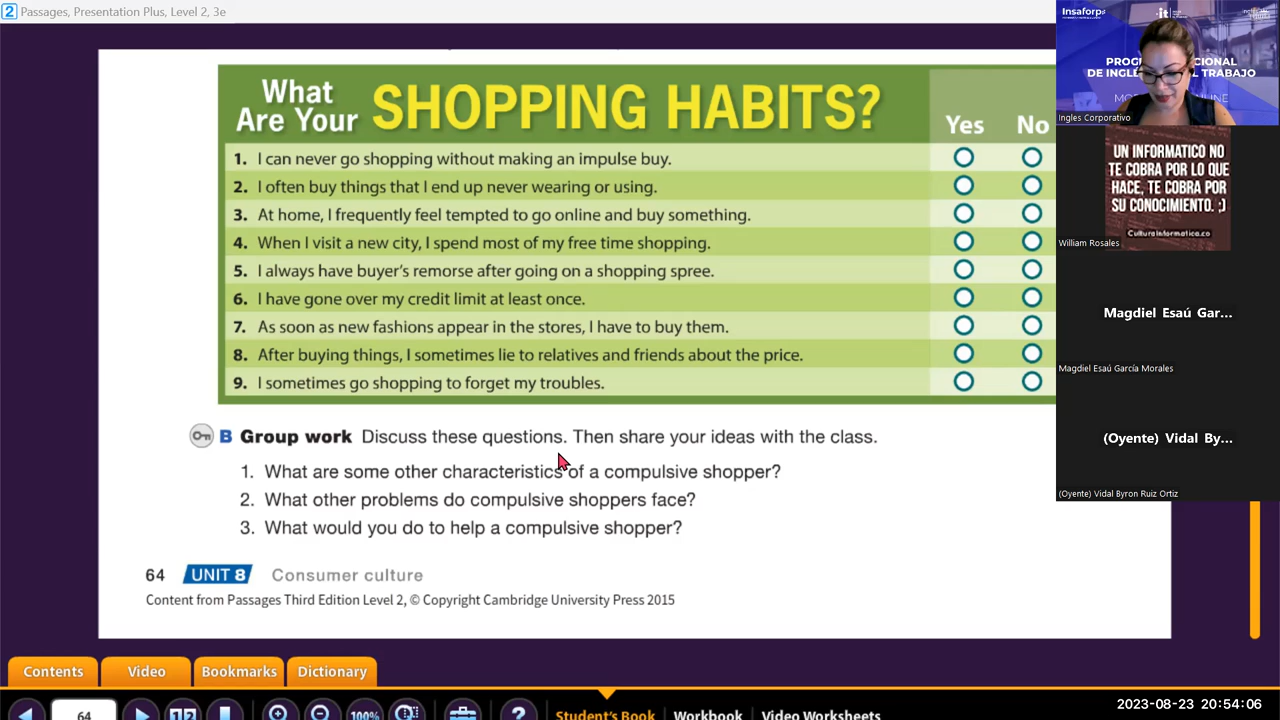 2 Passages, Presentation Plus, Level 2, 3e
What Are Your SHOPPING HABITS?
Yes No
1. I can never go shopping without making an impulse buy.
2. I often buy things that I end up never wearing or using.
3. At home, I frequently feel tempted to go online and buy something.
4. When I visit a new city, I spend most of my free time shopping.
5. I always have buyer's remorse after going on a shopping spree.
6. I have gone over my credit limit at least once.
7. As soon as new fashions appear in the stores, I have to buy them.
8. After buying things, I sometimes lie to relatives and friends about the price.
9. I sometimes go shopping to forget my troubles.
B Group work Discuss these questions. Then share your ideas with the class.
1. What are some other characteristics of a compulsive shopper?
2. What other problems do compulsive shoppers face?
3. What would you do to help a compulsive shopper?
64 UNIT 8 Consumer culture
Content from Passages Third Edition Level 2, © Copyright Cambridge University Press 2015
Contents Video Bookmarks Dictionary
64 1 2 100% ?
Student's Book Workbook Video Worksheets
Insaforp
it
Ingles Corporativo
UN INFORMATICO NO
TE COBRA POR LO QUE
HACE, TE COBRA POR
SU CONOCIMIENTO. ;)
CulturaInformatica.co
William Rosales
Magdiel Esaú Gar...
Magdiel Esaú García Morales
(Oyente) Vidal By...
(Oyente) Vidal Byron Ruiz Ortiz
2023-08-23 20:54:06